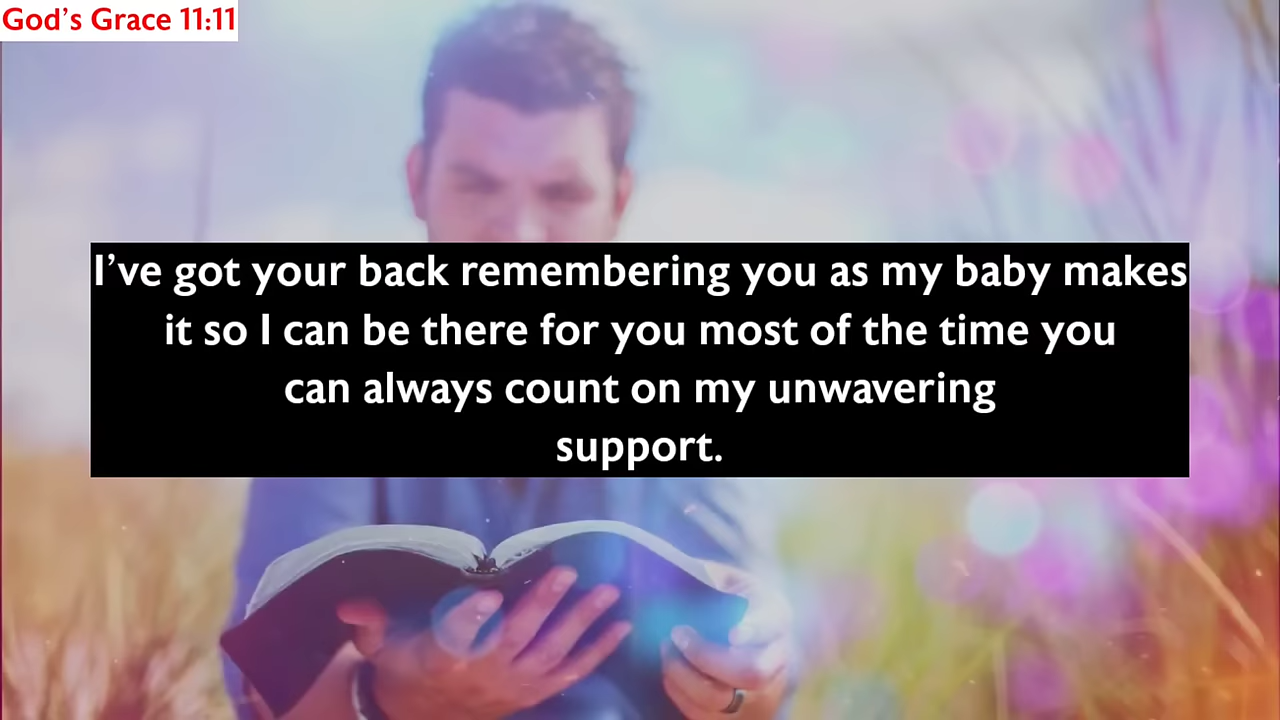 God’s Grace 11:11
I’ve got your back remembering you as my baby makes
it so I can be there for you most of the time you
can always count on my unwavering
support.